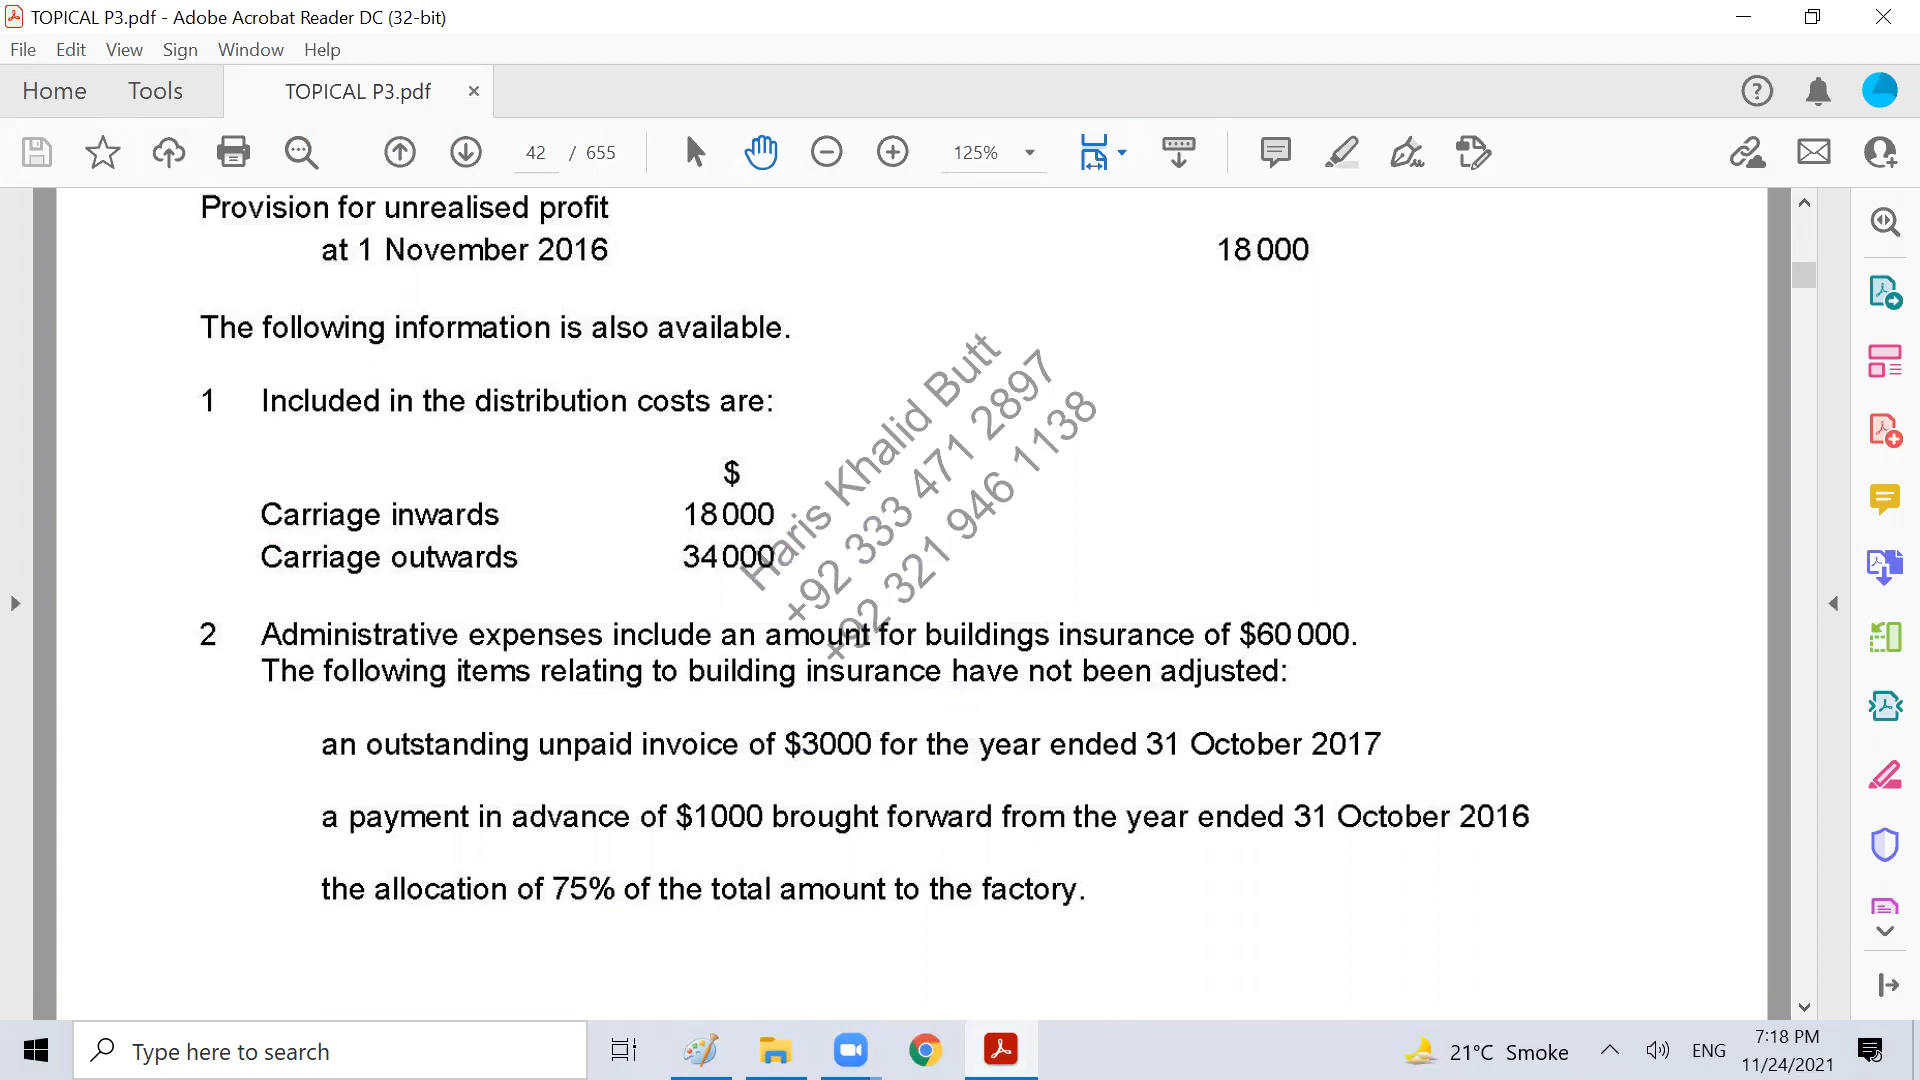 TOPICAL P3.pdf - Adobe Acrobat Reader DC (32-bit)
File Edit View Sign Window Help
Home Tools TOPICAL P3.pdf
42 / 655 125%
Provision for unrealised profit
at 1 November 2016 18 000
The following information is also available.
1 Included in the distribution costs are:
$
Carriage inwards 18 000
Carriage outwards 34 000
Haris Khalid Butt
+92 333 471 2897
+92 321 946 1138
2 Administrative expenses include an amount for buildings insurance of $60 000.
The following items relating to building insurance have not been adjusted:
an outstanding unpaid invoice of $3000 for the year ended 31 October 2017
a payment in advance of $1000 brought forward from the year ended 31 October 2016
the allocation of 75% of the total amount to the factory.
Type here to search
21°C Smoke
ENG
7:18 PM
11/24/2021